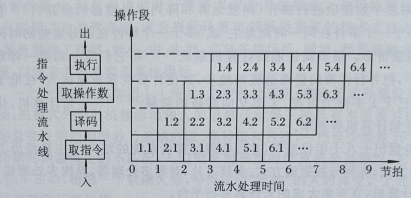 出
操作段
指令处理流水线
执行
取操作数
译码
取指令
入
1.4 2.4 3.4 4.4 5.4 6.4 …
1.3 2.3 3.3 4.3 5.3 6.3 …
1.2 2.2 3.2 4.2 5.2 6.2 …
1.1 2.1 3.1 4.1 5.1 6.1 …
0 1 2 3 4 5 6 7 8 9 节拍
流水处理时间